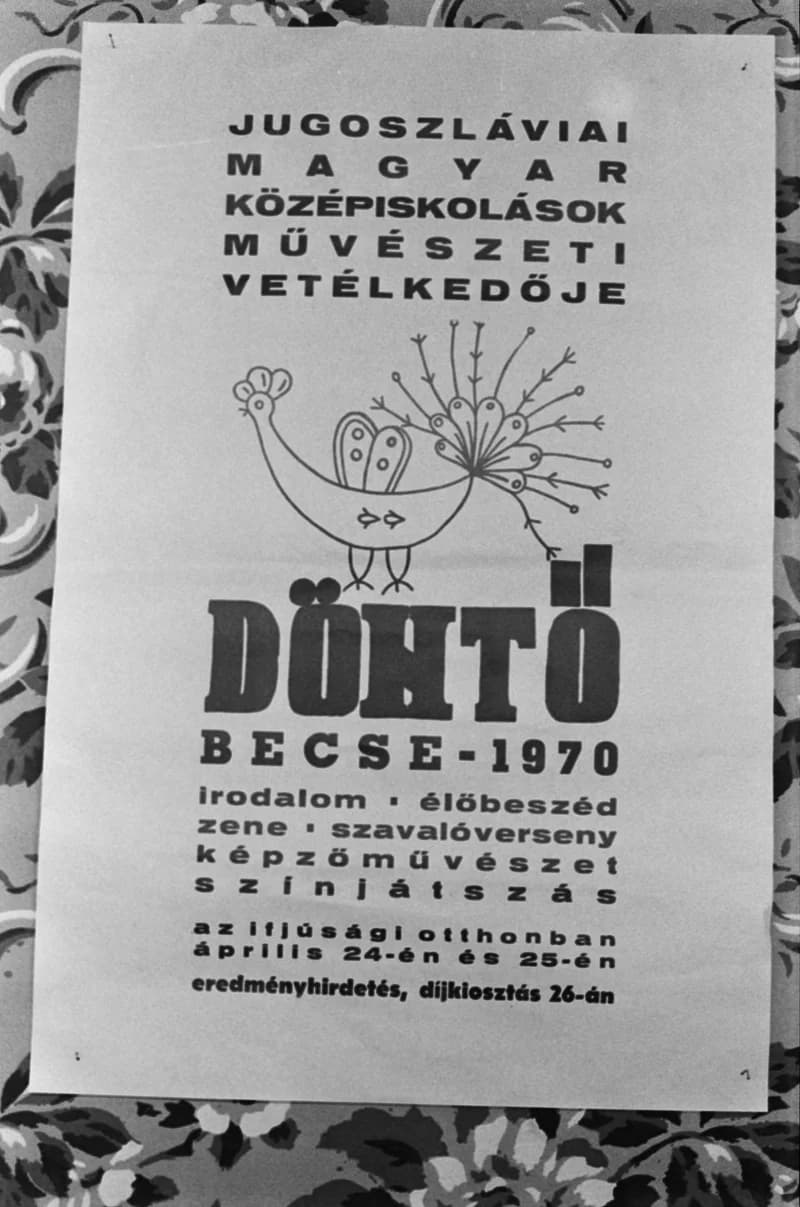 JUGOSZLÁVIAI
MAGYAR
KÖZÉPISKOLÁSOK
MŰVÉSZETI
VETÉLKEDŐJE
DÖNTŐ
BECSE-1970
irodalom · élőbeszéd
zene · szavalóverseny
képzőművészet
színjátszás
az ifjúsági otthonban
április 24-én és 25-én
eredményhirdetés, díjkiosztás 26-án